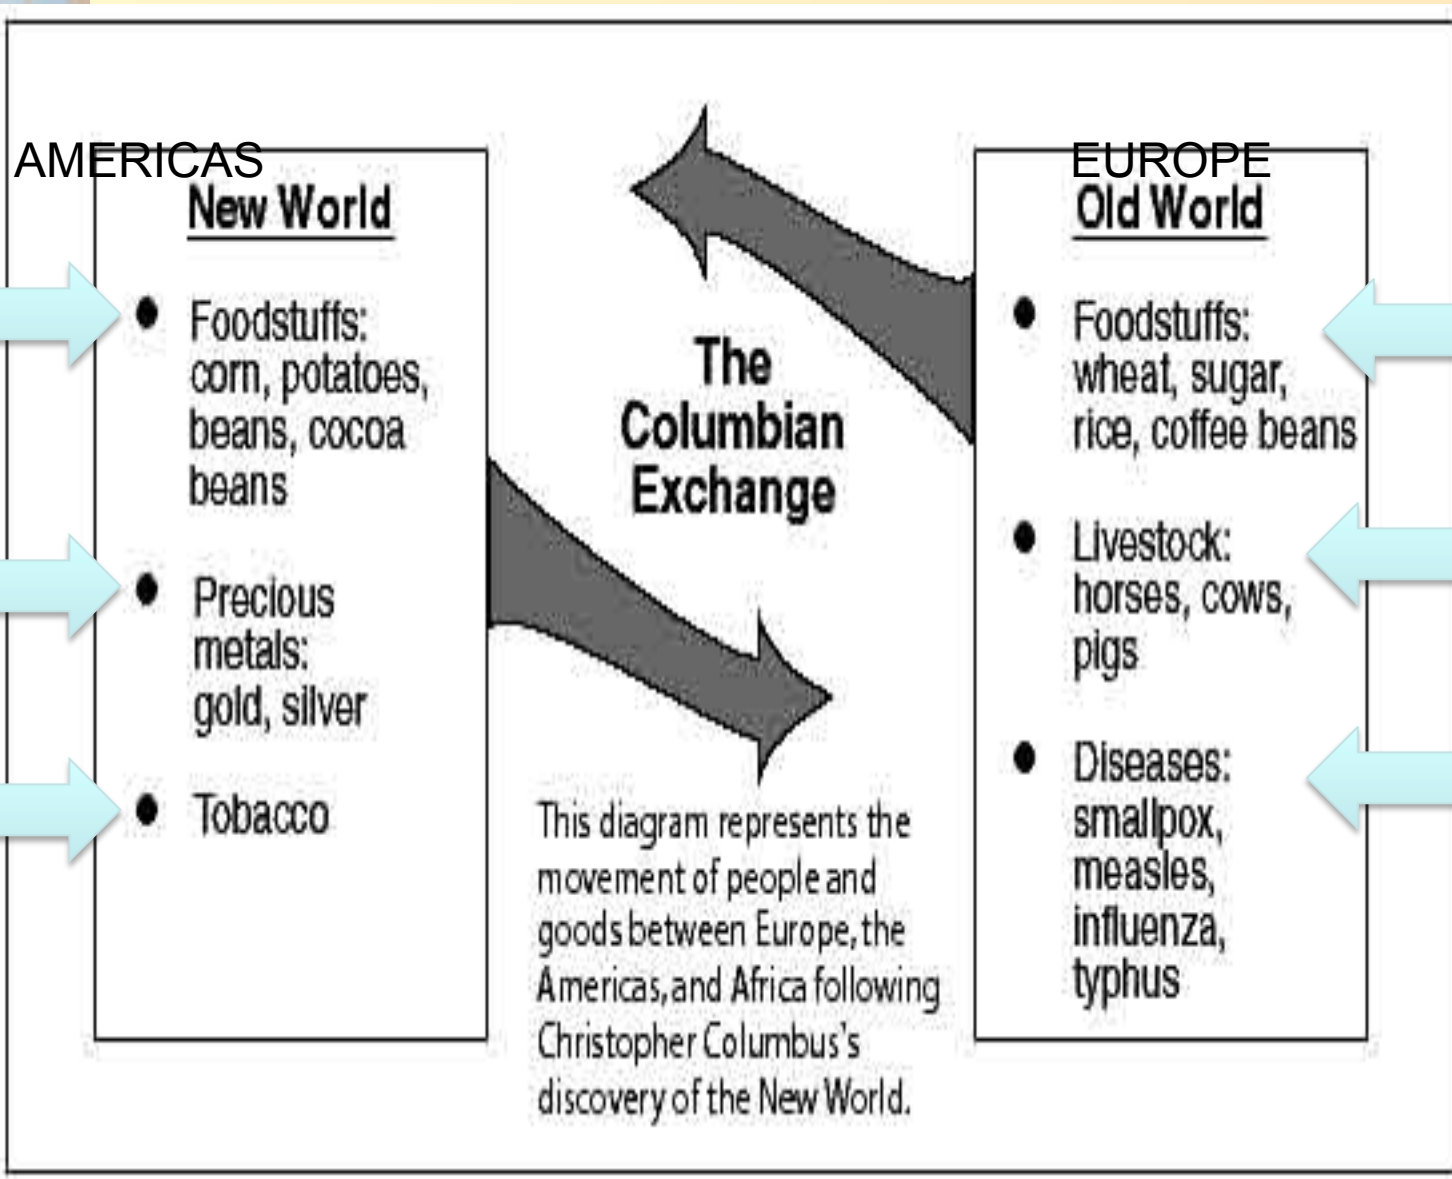 AMERICAS
New World
● Foodstuffs:
corn, potatoes,
beans, cocoa
beans
● Precious
metals:
gold, silver
● Tobacco
The
Columbian
Exchange
This diagram represents the
movement of people and
goods between Europe, the
Americas, and Africa following
Christopher Columbus's
discovery of the New World.
EUROPE
Old World
● Foodstuffs:
wheat, sugar,
rice, coffee beans
● Livestock:
horses, cows,
pigs
● Diseases:
smallpox,
measles,
influenza,
typhus